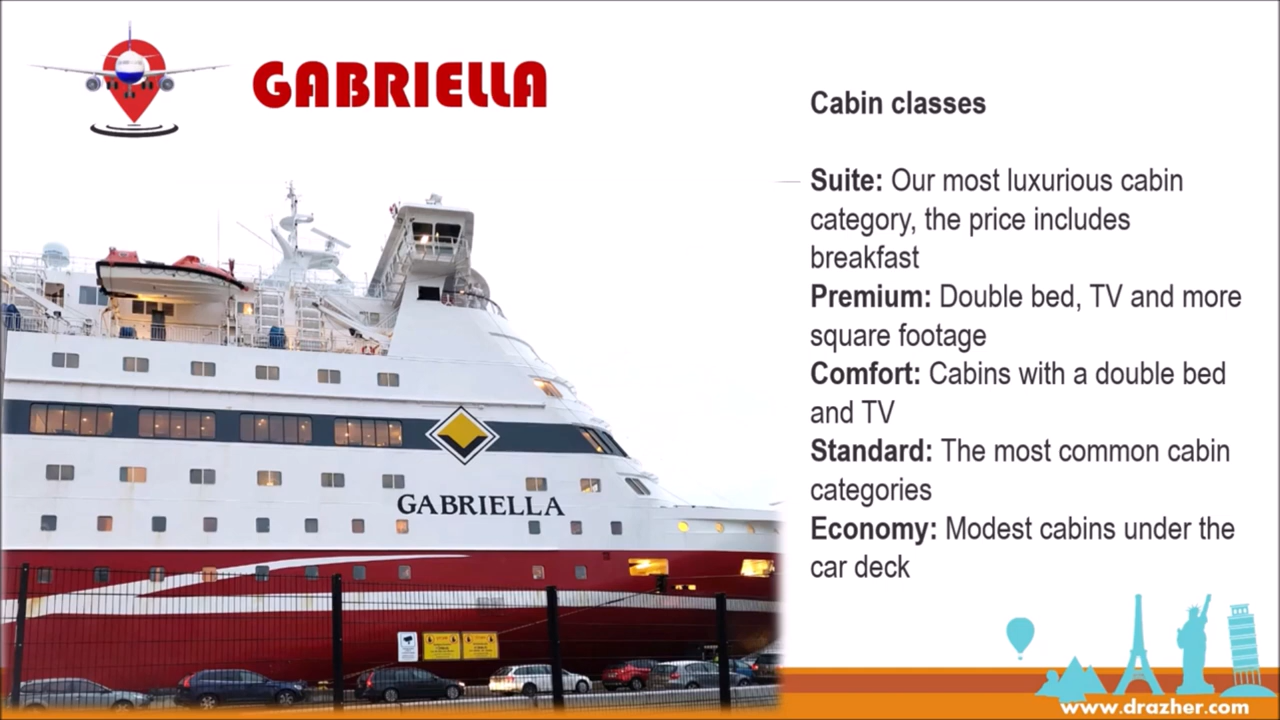 GABRIELLA
Cabin classes
Suite: Our most luxurious cabin
category, the price includes
breakfast
Premium: Double bed, TV and more
square footage
Comfort: Cabins with a double bed
and TV
Standard: The most common cabin
categories
Economy: Modest cabins under the
car deck
GABRIELLA
www.drazher.com